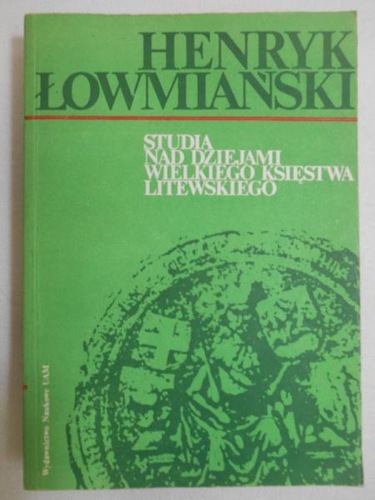 HENRYK
ŁOWMIAŃSKI
STUDIA
NAD DZIEJAMI
WIELKIEGO KSIĘSTWA
LITEWSKIEGO
Wydawnictwo Naukowe UAM